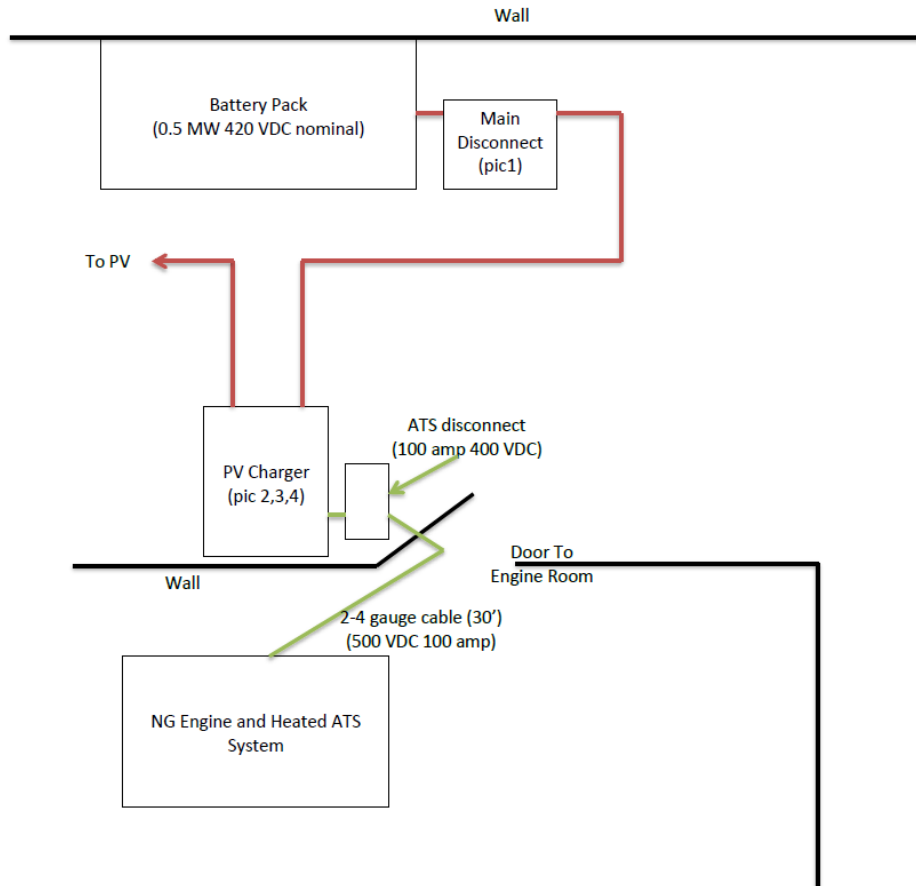 Wall
Battery Pack
(0.5 MW 420 VDC nominal)
Main
Disconnect
(pic1)
To PV
ATS disconnect
(100 amp 400 VDC)
PV Charger
(pic 2,3,4)
Door To
Engine Room
Wall
2-4 gauge cable (30’)
(500 VDC 100 amp)
NG Engine and Heated ATS
System